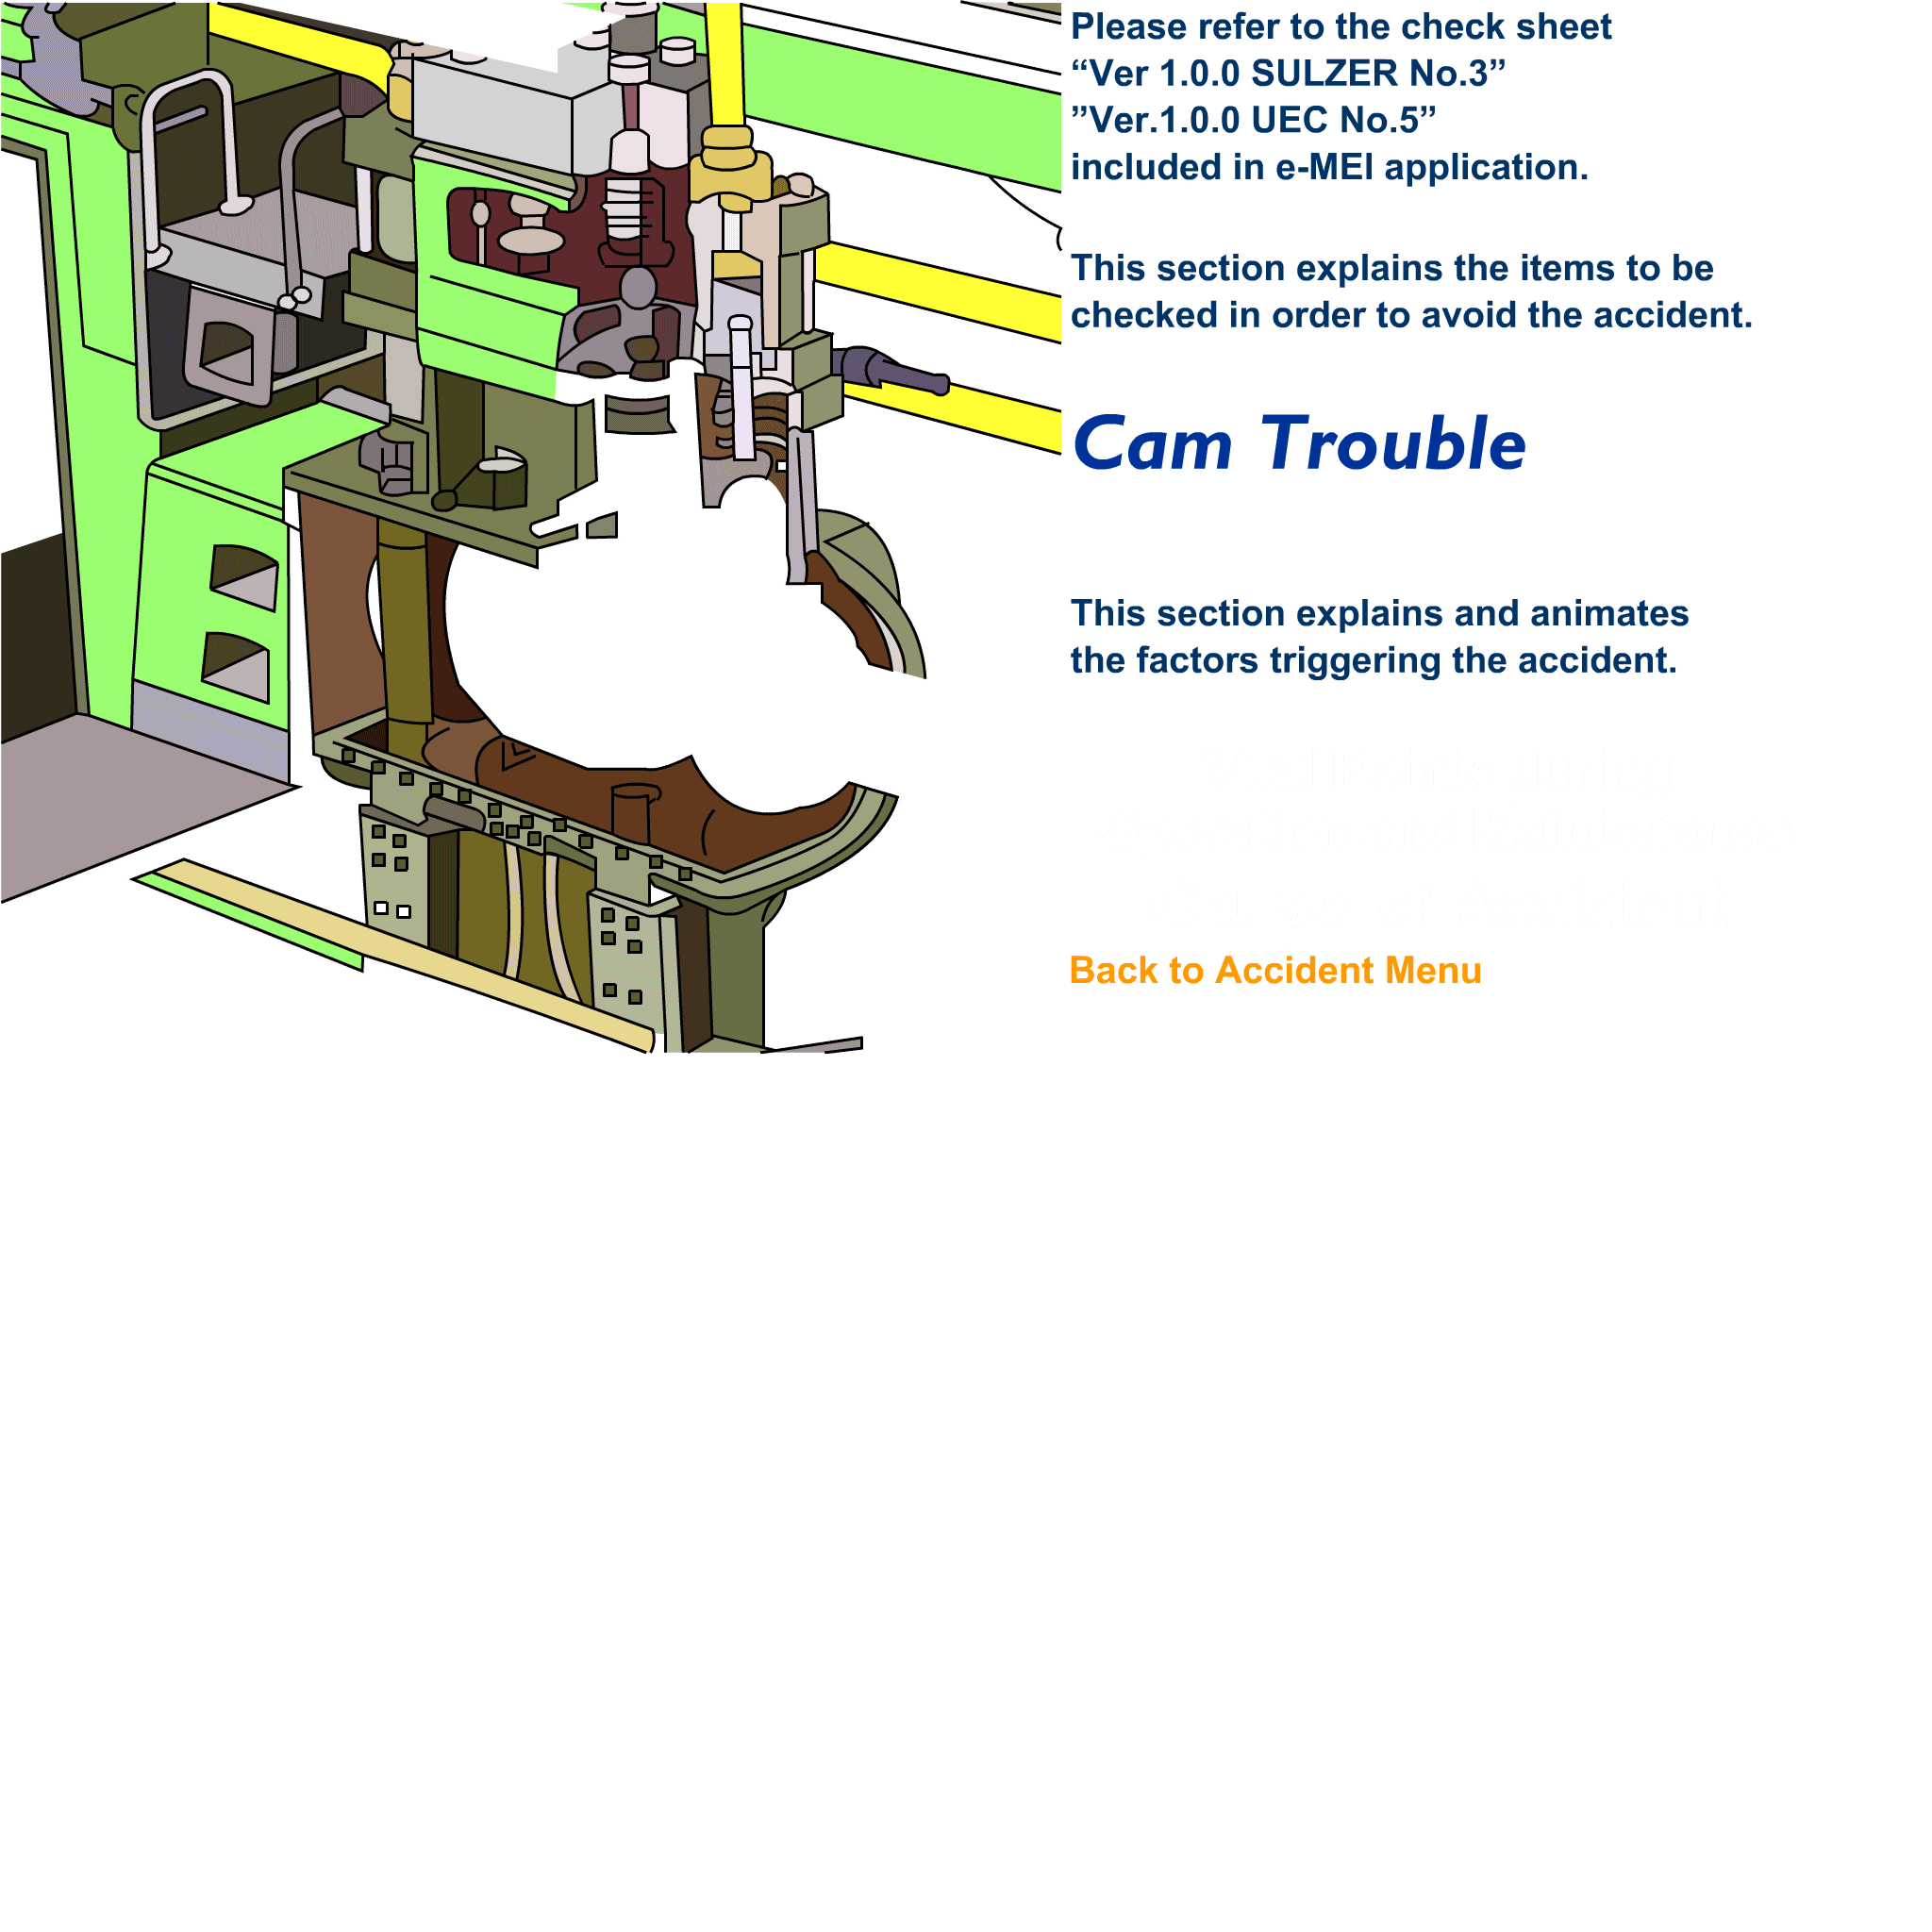 Please refer to the check sheet
“Ver 1.0.0 SULZER No.3”
”Ver.1.0.0 UEC No.5”
included in e-MEI application.
This section explains the items to be
checked in order to avoid the accident.
Cam Trouble
This section explains and animates
the factors triggering the accident.
Back to Accident Menu